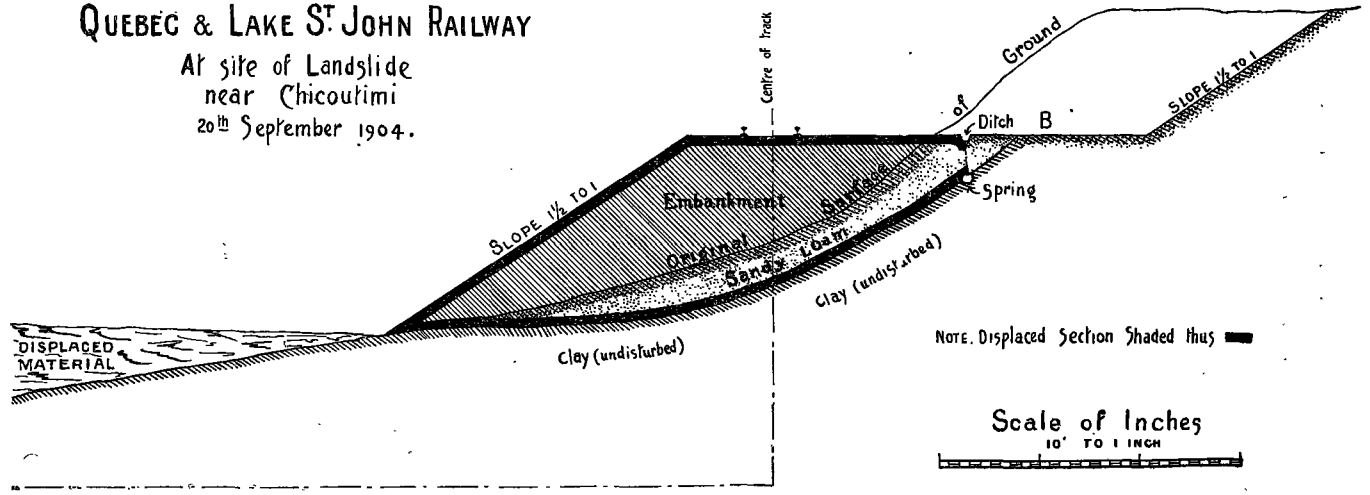 QUEBEC & LAKE ST. JOHN RAILWAY
At site of Landslide
near Chicoutimi
20th September 1904.
Centre of track
Ground
of
Surface
Original
SLOPE 1½ TO 1
Ditch
B
Spring
SLOPE 1½ TO 1
Embankment
Sandy Loam
Clay (undisturbed)
Clay (undisturbed)
DISPLACED
MATERIAL
NOTE. Displaced Section Shaded thus
Scale of Inches
10' TO 1 INCH